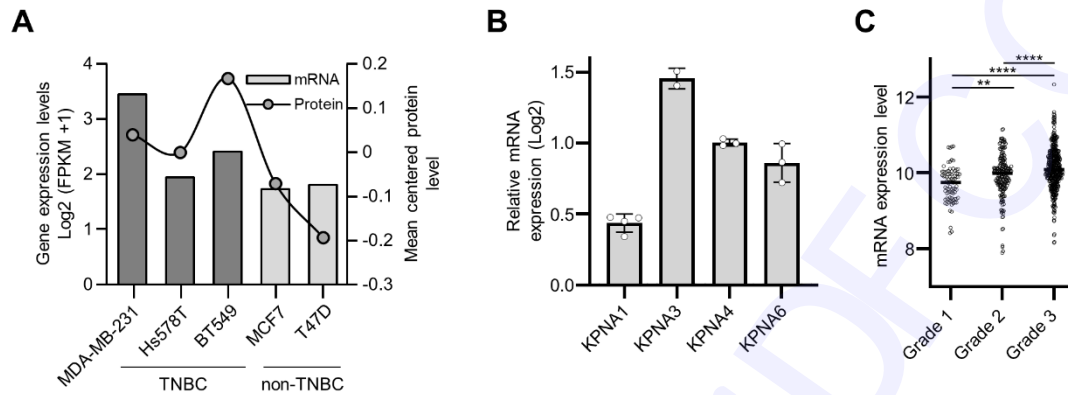 A
Gene expression levels
Log2 (FPKM +1)
4
3
2
1
0
mRNA
Protein
0.2
0.1
0
-0.1
-0.2
-0.3
Mean centered protein
level
MDA-MB-231
Hs578T
BT549
MCF7
T47D
TNBC
non-TNBC
B
Relative mRNA
expression (Log2)
1.5
1.0
0.5
0.0
KPNA1
KPNA3
KPNA4
KPNA6
C
mRNA expression level
12
10
8
****
****
**
Grade 1
Grade 2
Grade 3